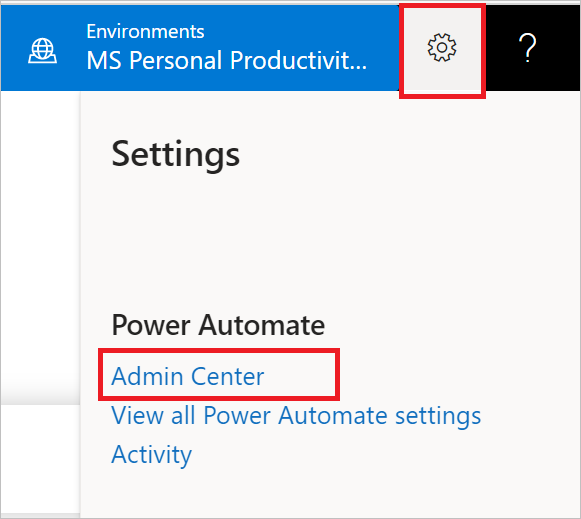 Environments
MS Personal Productivit...
?
Settings
Power Automate
Admin Center
View all Power Automate settings
Activity